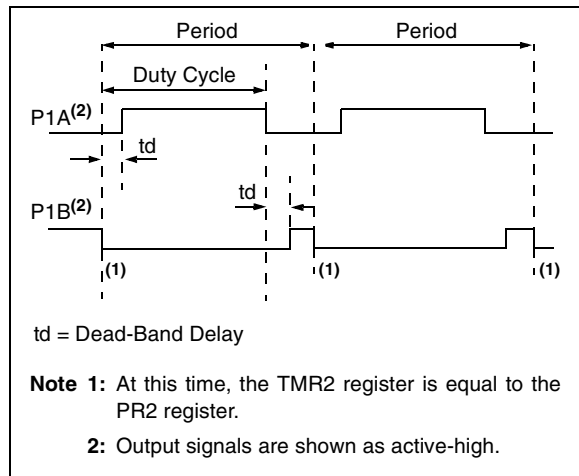 Period Period
Duty Cycle
P1A(2)
td
td
P1B(2)
(1) (1) (1)
td = Dead-Band Delay
Note 1: At this time, the TMR2 register is equal to the
PR2 register.
2: Output signals are shown as active-high.